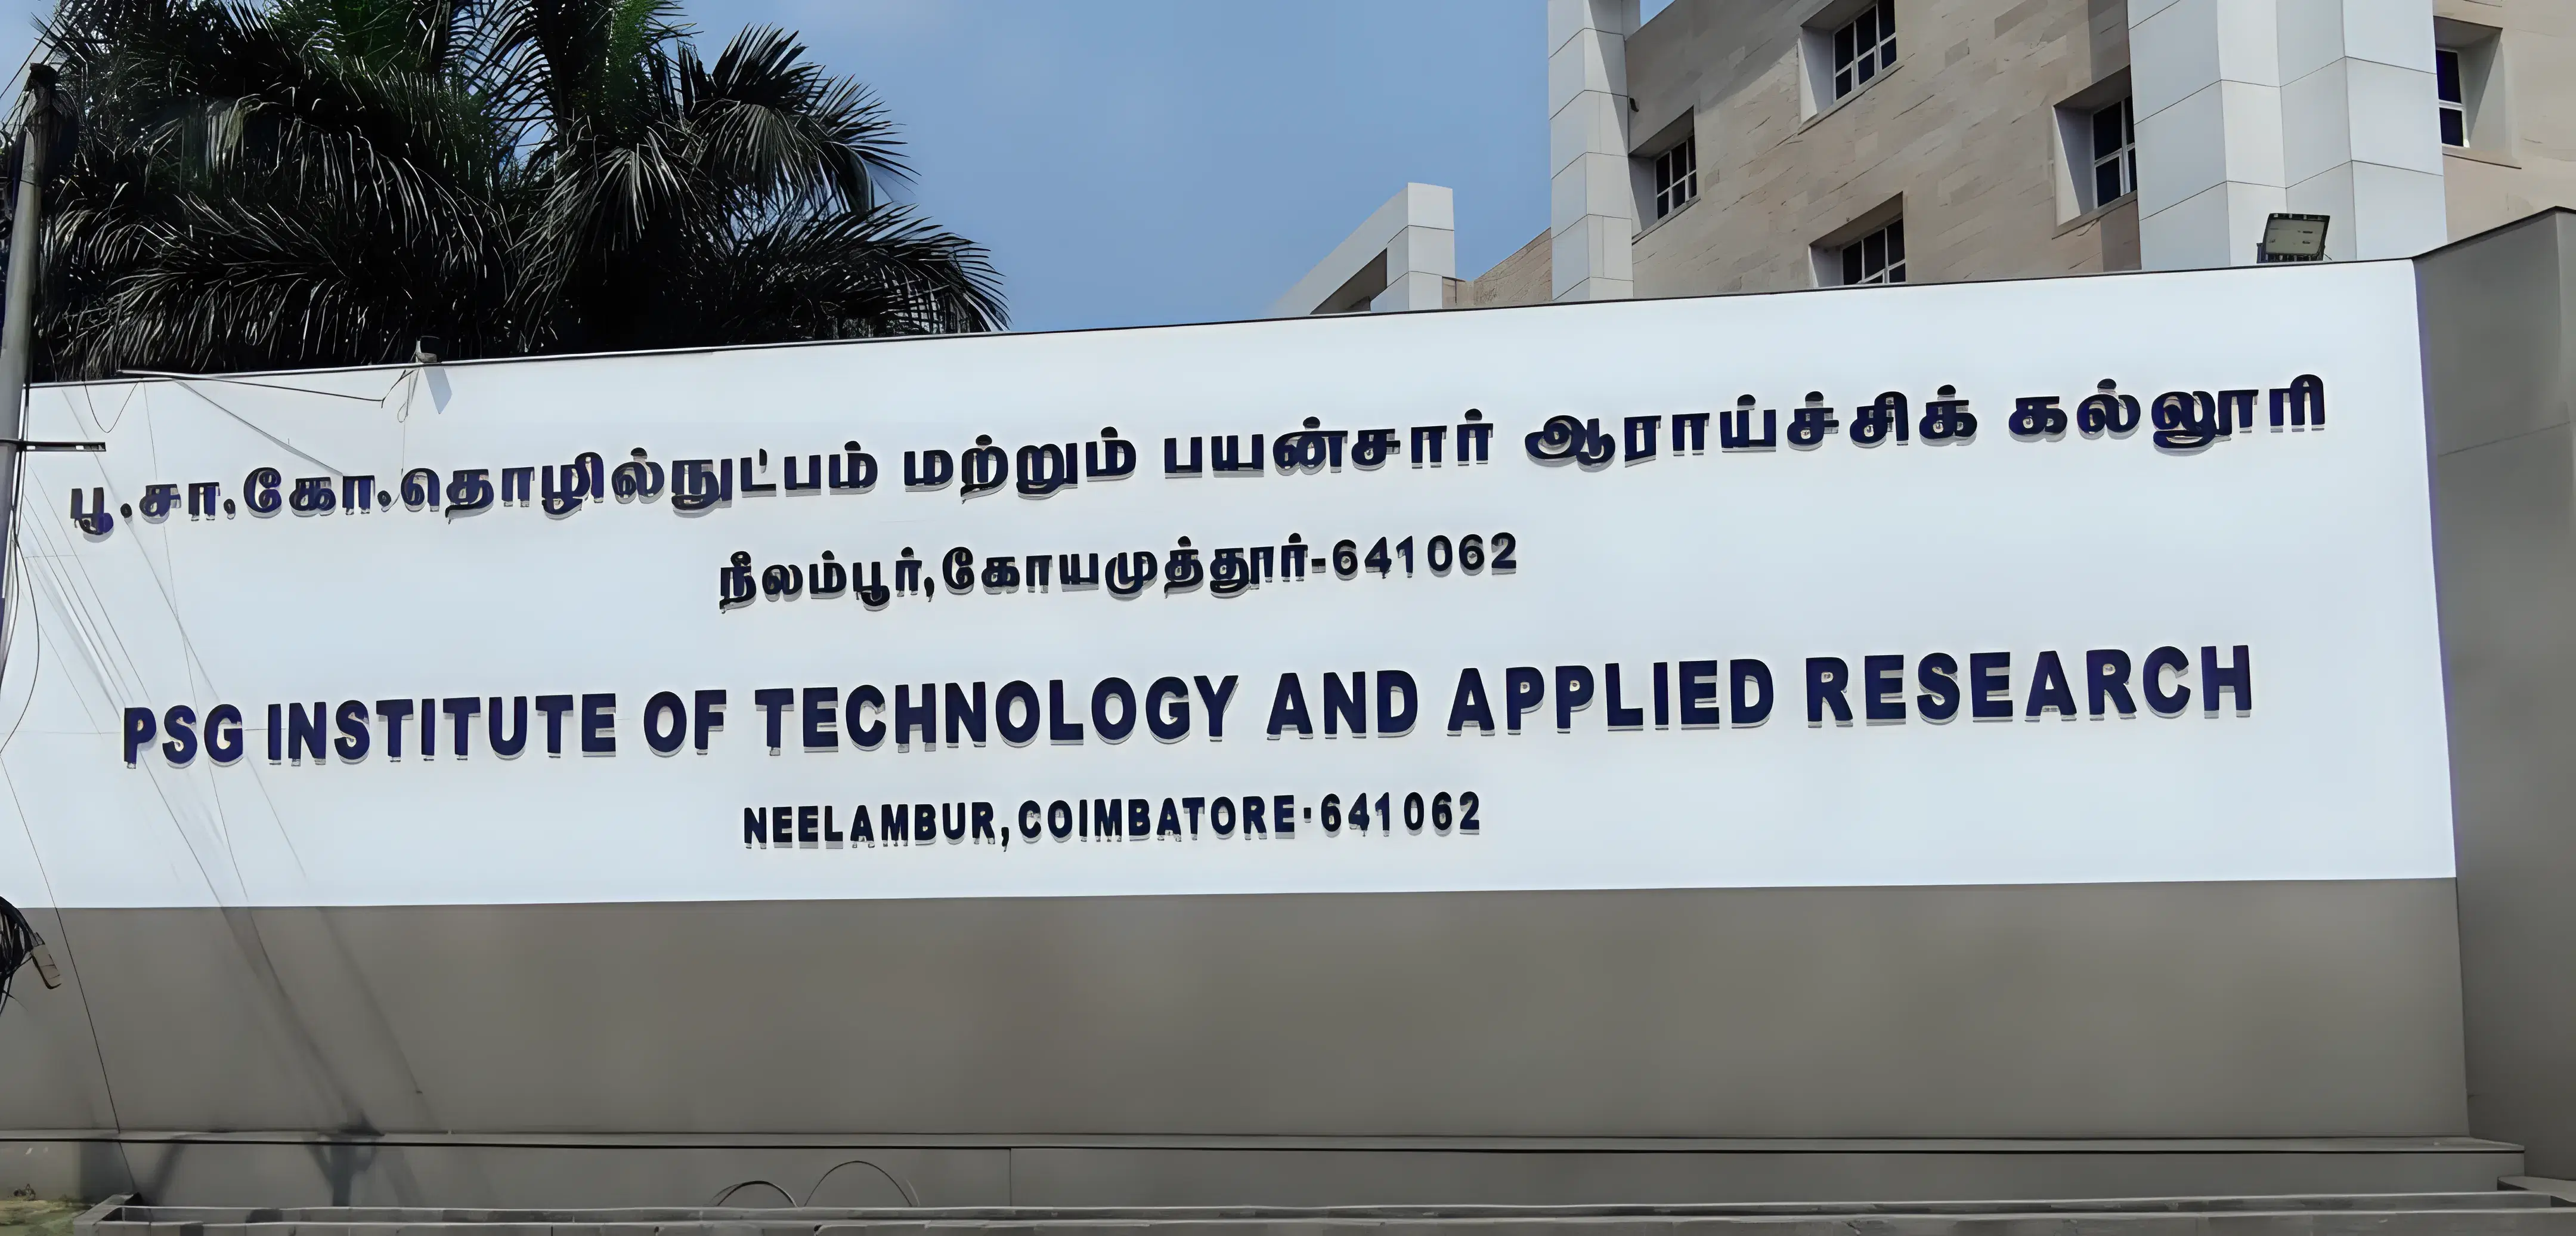 பூ.சா.கோ.தொழில்நுட்பம் மற்றும் பயன்சார் ஆராய்ச்சிக் கல்லூரி
நீலம்பூர்,கோயமுத்தூர்-641062
PSG INSTITUTE OF TECHNOLOGY AND APPLIED RESEARCH
NEELAMBUR,COIMBATORE-641062